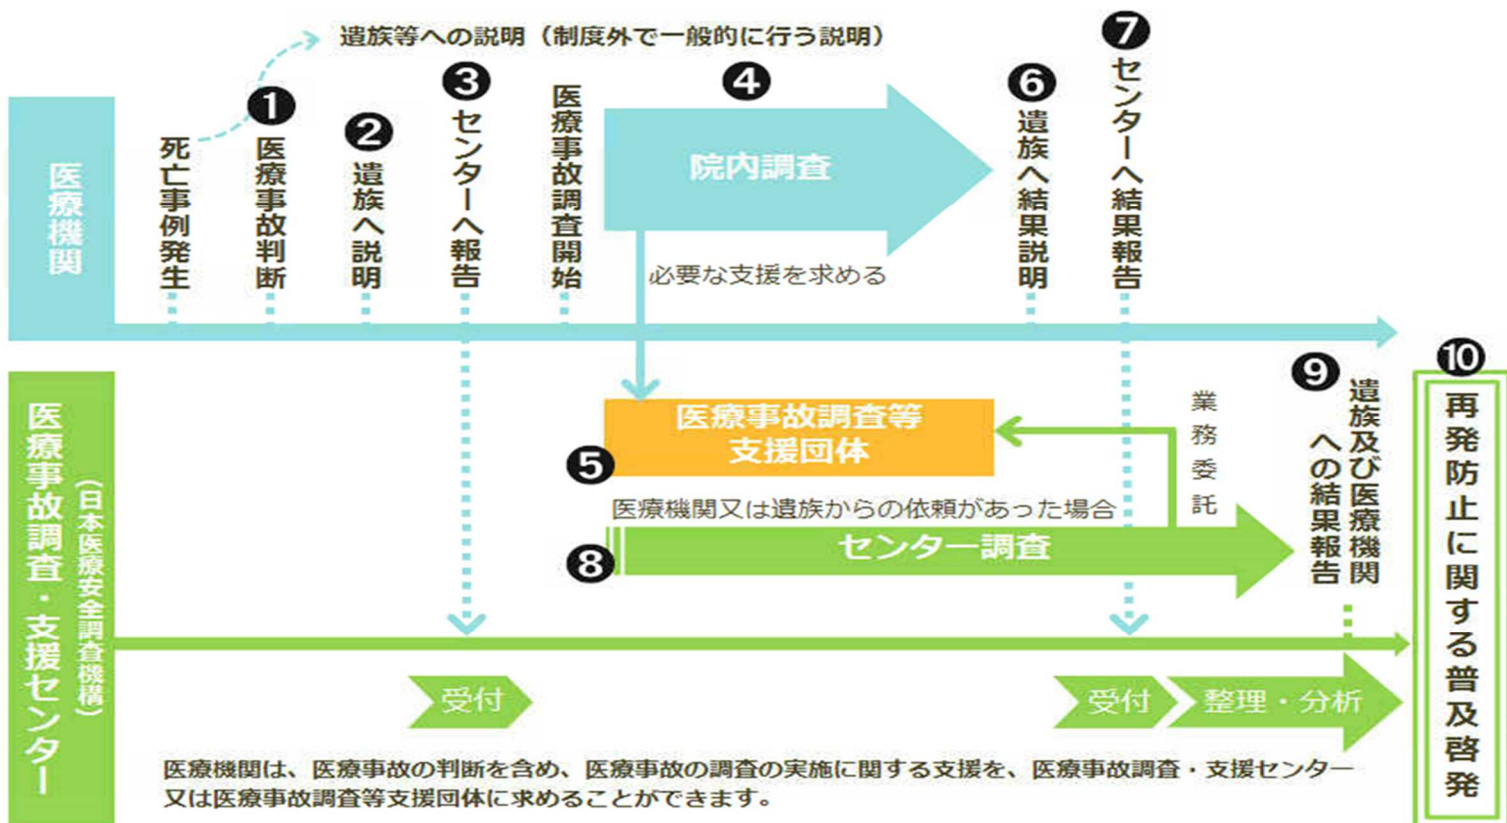 遺族等への説明（制度外で一般的に行う説明）
医療機関
死亡事例発生
❶
医療事故判断
❷
遺族へ説明
❸
センターへ報告
医療事故調査開始
❹
院内調査
必要な支援を求める
❻
遺族へ結果説明
❼
センターへ結果報告
医療事故調査・支援センター
（日本医療安全調査機構）
❺
医療事故調査等
支援団体
業務委託
医療機関又は遺族からの依頼があった場合
❽
センター調査
❾
遺族及び医療機関
への結果報告
❿
再発防止に関する普及啓発
受付
受付
整理・分析
医療機関は、医療事故の判断を含め、医療事故の調査の実施に関する支援を、医療事故調査・支援センター
又は医療事故調査等支援団体に求めることができます。